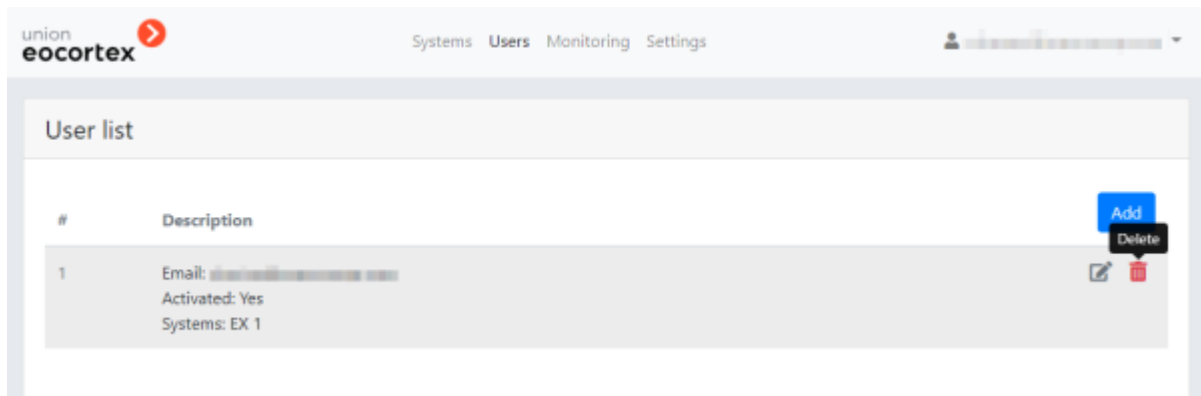 union
eocortex
Systems Users Monitoring Settings
User list
# Description
Add
Delete
1 Email:
Activated: Yes
Systems: EX 1